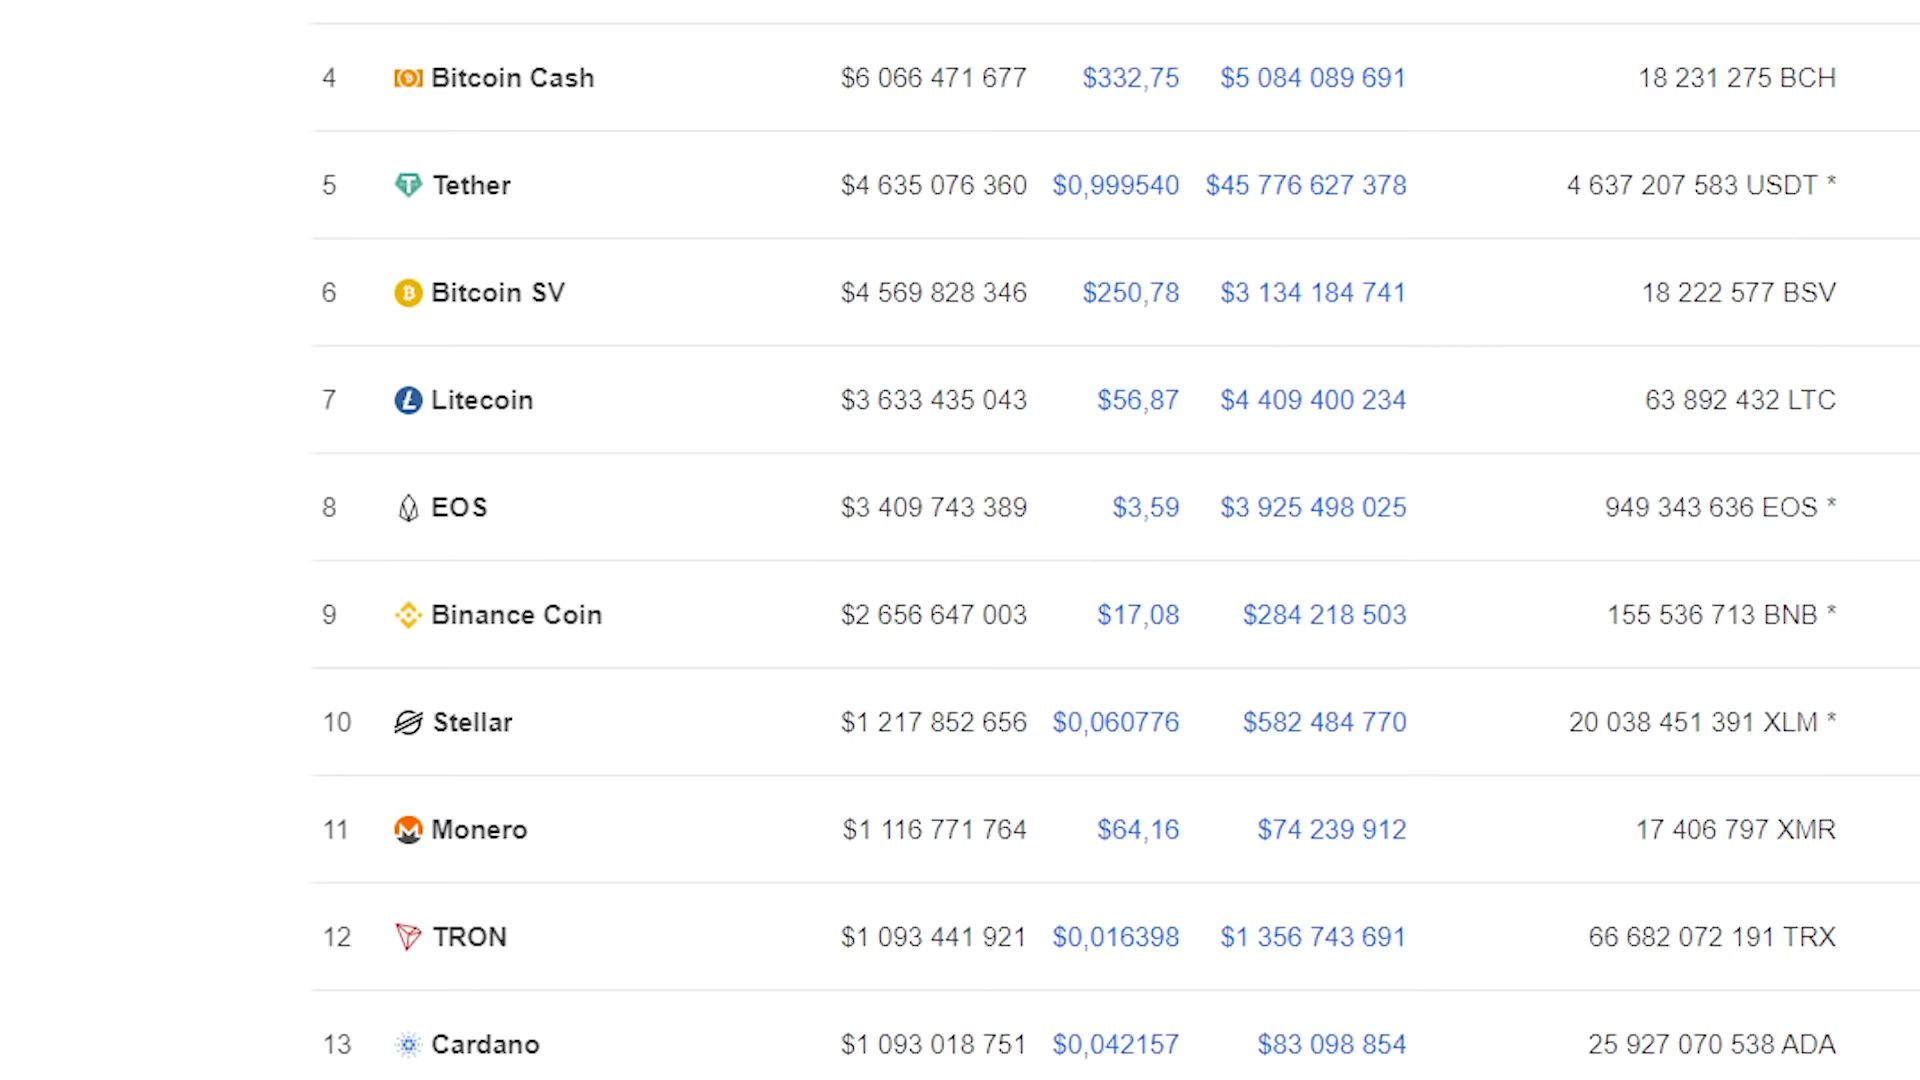 4 Bitcoin Cash $6 066 471 677 $332,75 $5 084 089 691 18 231 275 BCH
5 Tether $4 635 076 360 $0,999540 $45 776 627 378 4 637 207 583 USDT *
6 Bitcoin SV $4 569 828 346 $250,78 $3 134 184 741 18 222 577 BSV
7 Litecoin $3 633 435 043 $56,87 $4 409 400 234 63 892 432 LTC
8 EOS $3 409 743 389 $3,59 $3 925 498 025 949 343 636 EOS *
9 Binance Coin $2 656 647 003 $17,08 $284 218 503 155 536 713 BNB *
10 Stellar $1 217 852 656 $0,060776 $582 484 770 20 038 451 391 XLM *
11 Monero $1 116 771 764 $64,16 $74 239 912 17 406 797 XMR
12 TRON $1 093 441 921 $0,016398 $1 356 743 691 66 682 072 191 TRX
13 Cardano $1 093 018 751 $0,042157 $83 098 854 25 927 070 538 ADA